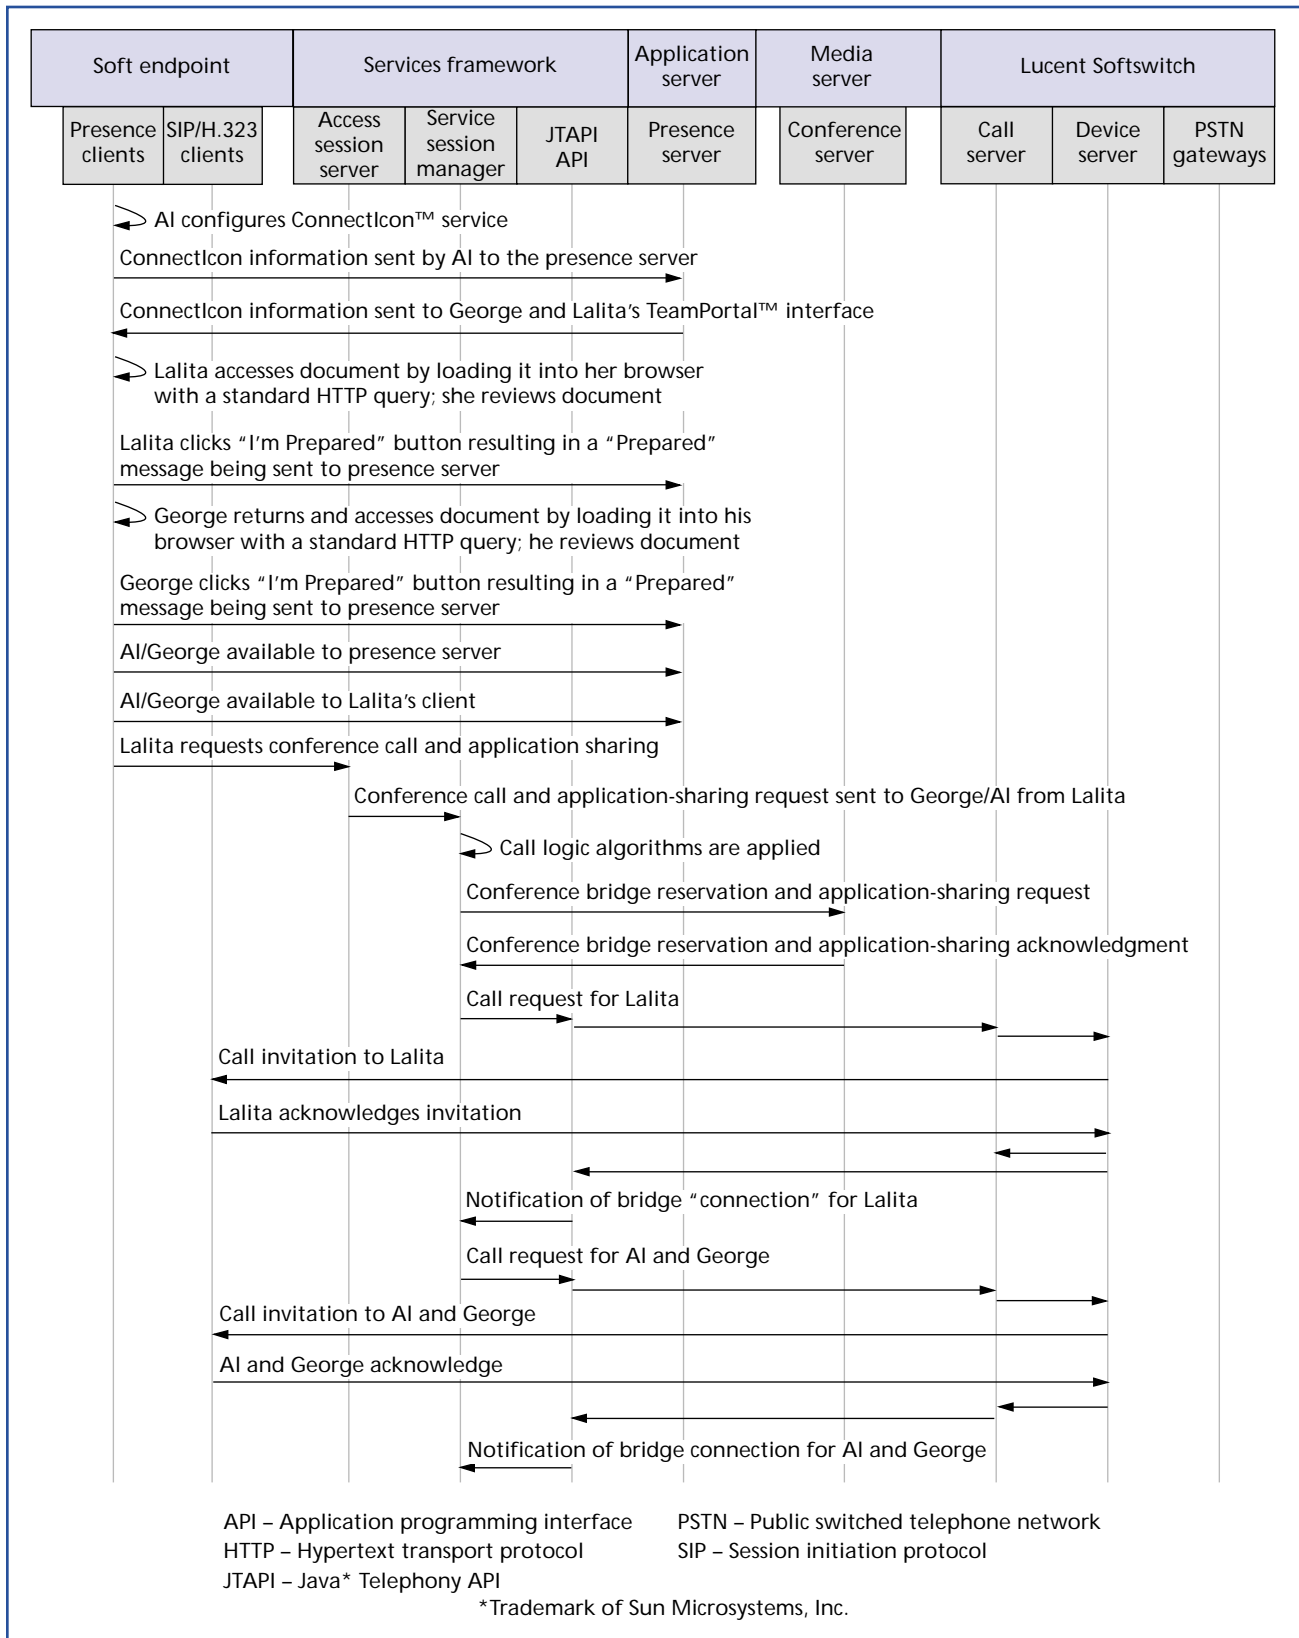 Soft endpoint
Services framework
Application
server
Media
server
Lucent Softswitch
Presence
clients
SIP/H.323
clients
Access
session
server
Service
session
manager
JTAPI
API
Presence
server
Conference
server
Call
server
Device
server
PSTN
gateways
Al configures ConnectIcon™ service
ConnectIcon information sent by Al to the presence server
ConnectIcon information sent to George and Lalita’s TeamPortal™ interface
Lalita accesses document by loading it into her browser
with a standard HTTP query; she reviews document
Lalita clicks “I’m Prepared” button resulting in a “Prepared”
message being sent to presence server
George returns and accesses document by loading it into his
browser with a standard HTTP query; he reviews document
George clicks “I’m Prepared” button resulting in a “Prepared”
message being sent to presence server
Al/George available to presence server
Al/George available to Lalita’s client
Lalita requests conference call and application sharing
Conference call and application-sharing request sent to George/Al from Lalita
Call logic algorithms are applied
Conference bridge reservation and application-sharing request
Conference bridge reservation and application-sharing acknowledgment
Call request for Lalita
Call invitation to Lalita
Lalita acknowledges invitation
Notification of bridge “connection” for Lalita
Call request for Al and George
Call invitation to Al and George
Al and George acknowledge
Notification of bridge connection for Al and George
API – Application programming interface
HTTP – Hypertext transport protocol
JTAPI – Java* Telephony API
PSTN – Public switched telephone network
SIP – Session initiation protocol
*Trademark of Sun Microsystems, Inc.